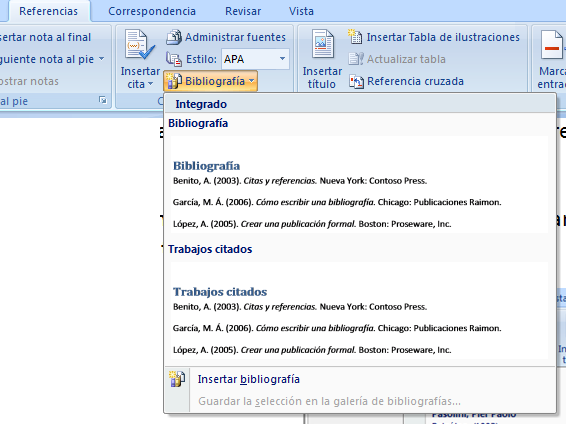 Referencias Correspondencia Revisar Vista
sertar nota al final
guiente nota al pie
ostrar notas
al pie
Insertar cita
Administrar fuentes
Estilo: APA
Bibliografía
Insertar título
Insertar Tabla de ilustraciones
Actualizar tabla
Referencia cruzada
Marca
entrac
Integrado
Bibliografía
Bibliografía
Benito, A. (2003). Citas y referencias. Nueva York: Contoso Press.
García, M. Á. (2006). Cómo escribir una bibliografía. Chicago: Publicaciones Raimon.
López, A. (2005). Crear una publicación formal. Boston: Proseware, Inc.
Trabajos citados
Trabajos citados
Benito, A. (2003). Citas y referencias. Nueva York: Contoso Press.
García, M. Á. (2006). Cómo escribir una bibliografía. Chicago: Publicaciones Raimon.
López, A. (2005). Crear una publicación formal. Boston: Proseware, Inc.
Insertar bibliografía
Guardar la selección en la galería de bibliografías...
Pasolini, Pier Paolo